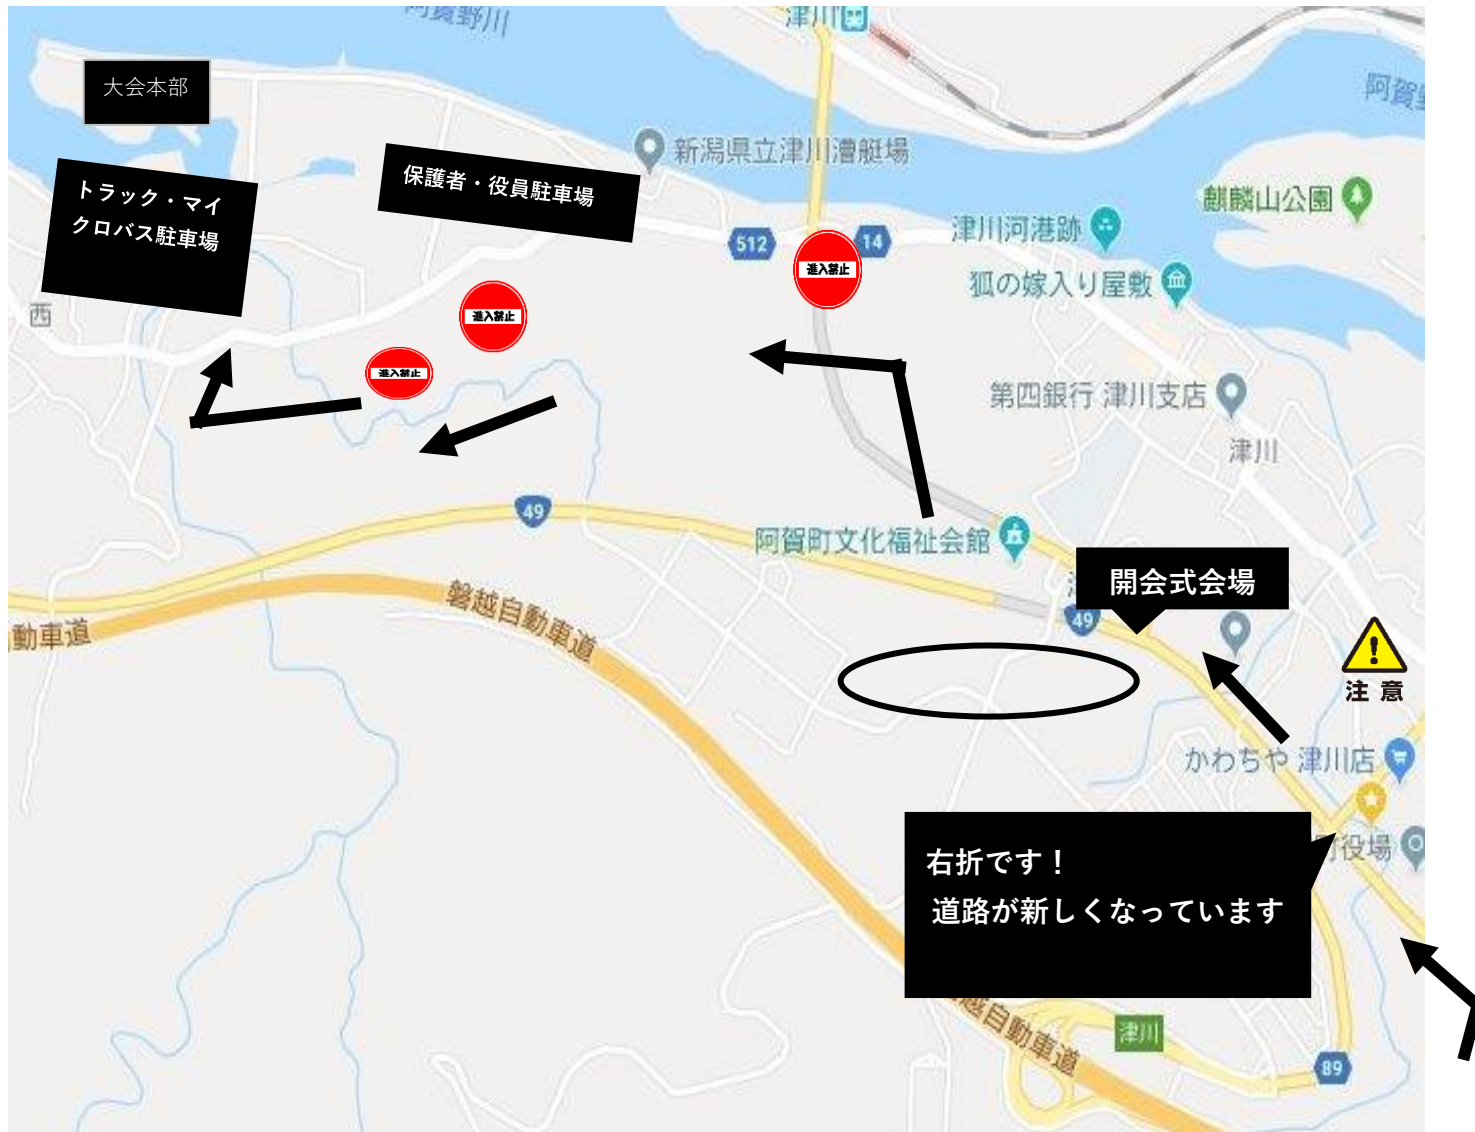 阿賀野川
津川
大会本部
阿賀野
新潟県立津川漕艇場
保護者・役員駐車場
トラック・マイ
クロバス駐車場
麒麟山公園
津川河港跡
512
14
進入禁止
狐の嫁入り屋敷
西
進入禁止
進入禁止
第四銀行 津川支店
津川
49
阿賀町文化福祉会館
開会式会場
磐越自動車道
49
動車道
注意
かわちや 津川店
町役場
右折です！
道路が新しくなっています
越自動車道
津川
89